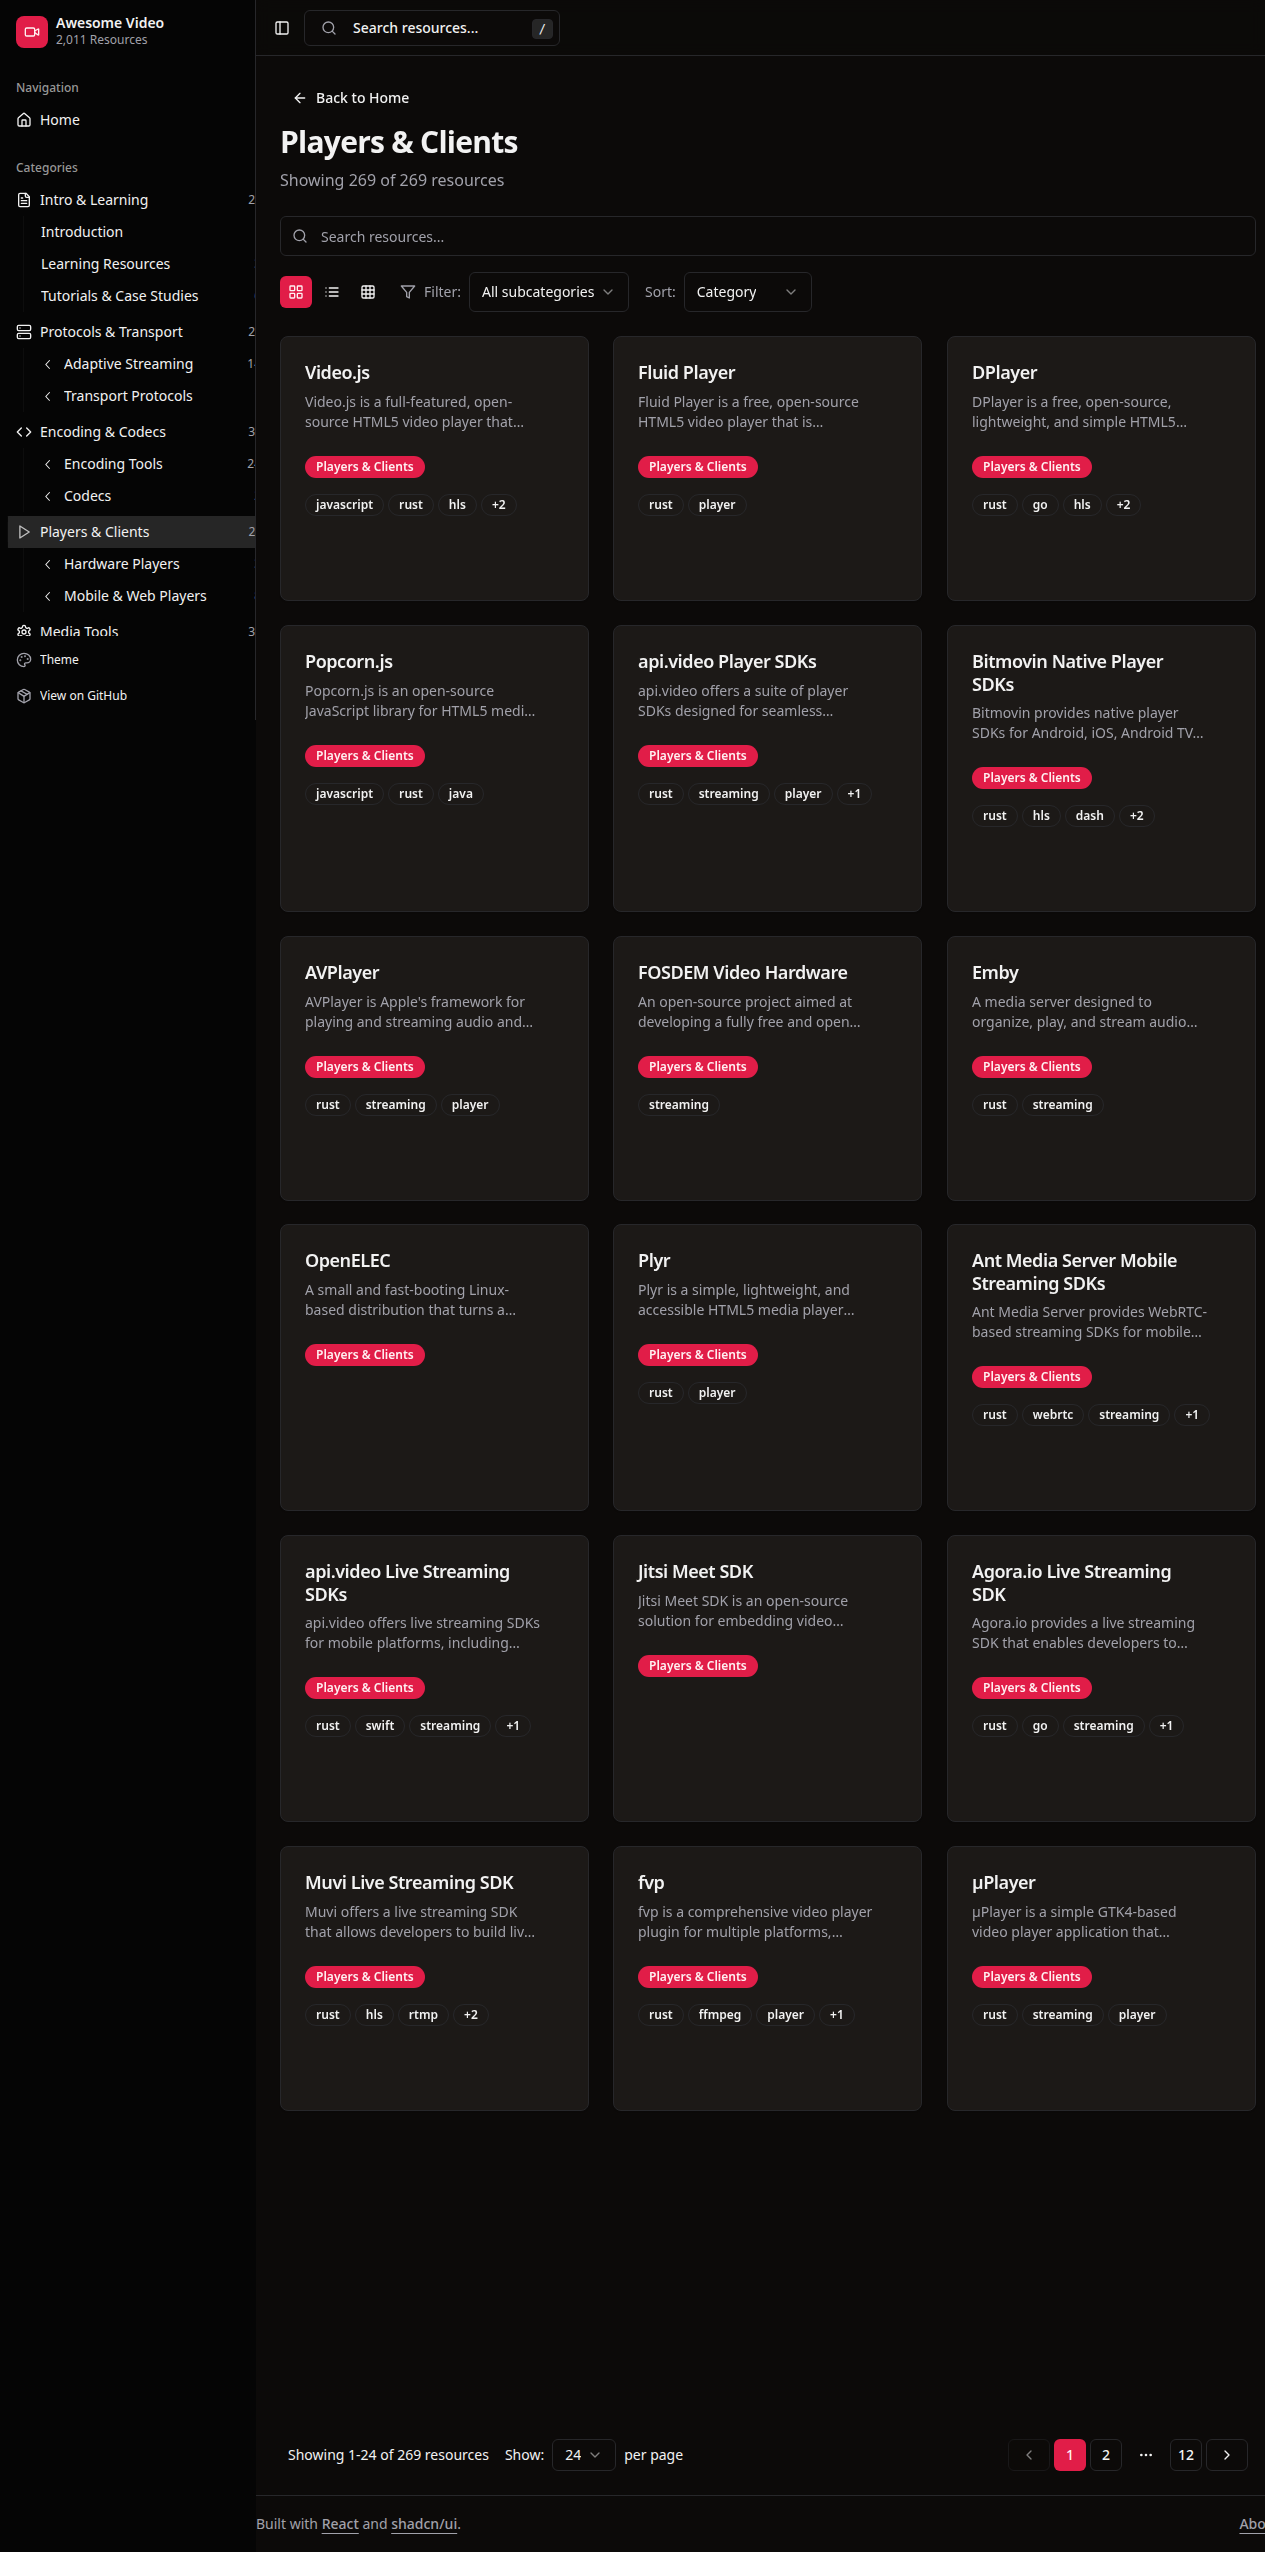 Awesome Video
2,011 Resources
Navigation
Home
Categories
Intro & Learning 2
Introduction
Learning Resources
Tutorials & Case Studies
Protocols & Transport 2
Adaptive Streaming 1
Transport Protocols
Encoding & Codecs 3
Encoding Tools 2
Codecs
Players & Clients 2
Hardware Players
Mobile & Web Players
Media Tools 3
Theme
View on GitHub
Search resources... /
Back to Home
Players & Clients
Showing 269 of 269 resources
Search resources...
Filter: All subcategories Sort: Category
Video.js
Video.js is a full-featured, open-
source HTML5 video player that...
Players & Clients
javascript rust hls +2
Fluid Player
Fluid Player is a free, open-source
HTML5 video player that is...
Players & Clients
rust player
DPlayer
DPlayer is a free, open-source,
lightweight, and simple HTML5...
Players & Clients
rust go hls +2
Popcorn.js
Popcorn.js is an open-source
JavaScript library for HTML5 medi...
Players & Clients
javascript rust java
api.video Player SDKs
api.video offers a suite of player
SDKs designed for seamless...
Players & Clients
rust streaming player +1
Bitmovin Native Player
SDKs
Bitmovin provides native player
SDKs for Android, iOS, Android TV...
Players & Clients
rust hls dash +2
AVPlayer
AVPlayer is Apple's framework for
playing and streaming audio and...
Players & Clients
rust streaming player
FOSDEM Video Hardware
An open-source project aimed at
developing a fully free and open...
Players & Clients
streaming
Emby
A media server designed to
organize, play, and stream audio...
Players & Clients
rust streaming
OpenELEC
A small and fast-booting Linux-
based distribution that turns a...
Players & Clients
Plyr
Plyr is a simple, lightweight, and
accessible HTML5 media player...
Players & Clients
rust player
Ant Media Server Mobile
Streaming SDKs
Ant Media Server provides WebRTC-
based streaming SDKs for mobile...
Players & Clients
rust webrtc streaming +1
api.video Live Streaming
SDKs
api.video offers live streaming SDKs
for mobile platforms, including...
Players & Clients
rust swift streaming +1
Jitsi Meet SDK
Jitsi Meet SDK is an open-source
solution for embedding video...
Players & Clients
Agora.io Live Streaming
SDK
Agora.io provides a live streaming
SDK that enables developers to...
Players & Clients
rust go streaming +1
Muvi Live Streaming SDK
Muvi offers a live streaming SDK
that allows developers to build liv...
Players & Clients
rust hls rtmp +2
fvp
fvp is a comprehensive video player
plugin for multiple platforms,...
Players & Clients
rust ffmpeg player +1
µPlayer
µPlayer is a simple GTK4-based
video player application that...
Players & Clients
rust streaming player
Showing 1-24 of 269 resources Show: 24 per page
1 2 ... 12
Built with React and shadcn/ui.
Abo